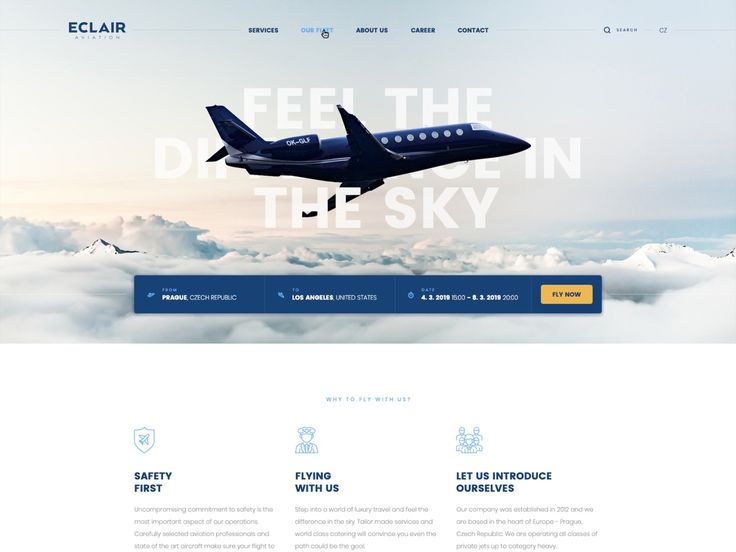 ECLAIR
AVIATION
SERVICES
OUR FLEET
ABOUT US
CAREER
CONTACT
SEARCH
CZ
FEEL THE
DIFFERENCE IN
THE SKY
OK-GLF
FROM
PRAGUE, CZECH REPUBLIC
TO
LOS ANGELES, UNITED STATES
DATE
4. 3. 2019 15:00 – 8. 3. 2019 20:00
FLY NOW
WHY TO FLY WITH US?
SAFETY
FIRST
Uncompromising commitment to safety is the
most important aspect of our operations.
Carefully selected aviation professionals and
state of the art aircraft make sure your flight to
FLYING
WITH US
Step into a world of luxury travel and feel the
difference in the sky. Tailor made services and
world class catering will convince you even the
path could be the goal.
LET US INTRODUCE
OURSELVES
Our company was established in 2012 and we
are based in the heart of Europe - Prague,
Czech Republic. We are operating all classes of
private jets up to category heavy.